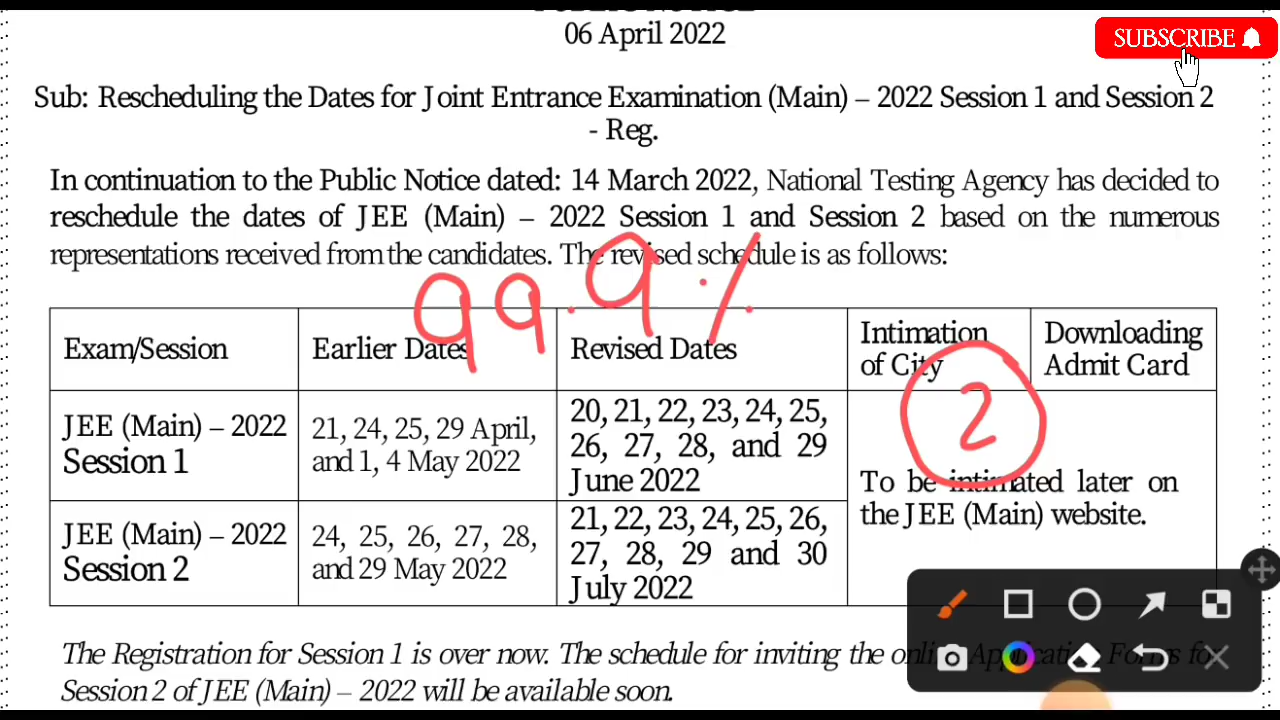 06 April 2022
SUBSCRIBE
Sub: Rescheduling the Dates for Joint Entrance Examination (Main) – 2022 Session 1 and Session 2
- Reg.
In continuation to the Public Notice dated: 14 March 2022, National Testing Agency has decided to
reschedule the dates of JEE (Main) – 2022 Session 1 and Session 2 based on the numerous
representations received from the candidates. The revised schedule is as follows:
99.9 %
Exam/Session
Earlier Dates
Revised Dates
Intimation
of City
Downloading
Admit Card
2
JEE (Main) – 2022
Session 1
21, 24, 25, 29 April,
and 1, 4 May 2022
20, 21, 22, 23, 24, 25,
26, 27, 28, and 29
June 2022
To be intimated later on
the JEE (Main) website.
JEE (Main) – 2022
Session 2
24, 25, 26, 27, 28,
and 29 May 2022
21, 22, 23, 24, 25, 26,
27, 28, 29 and 30
July 2022
The Registration for Session 1 is over now. The schedule for inviting the online Application Forms for
Session 2 of JEE (Main) – 2022 will be available soon.